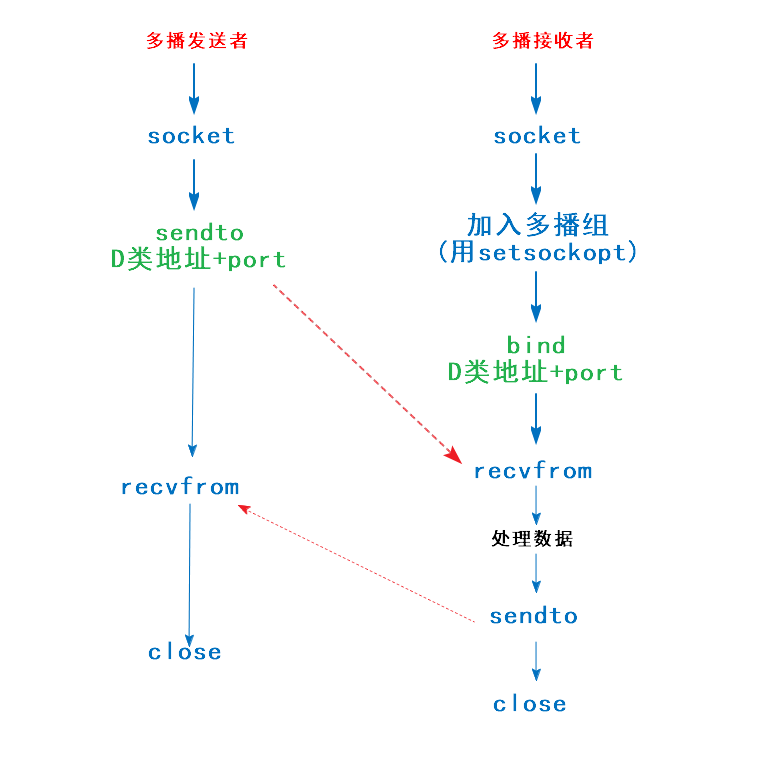 多播发送者
socket
sendto
D类地址+port
recvfrom
close
多播接收者
socket
加入多播组
(用setsockopt)
bind
D类地址+port
recvfrom
处理数据
sendto
close